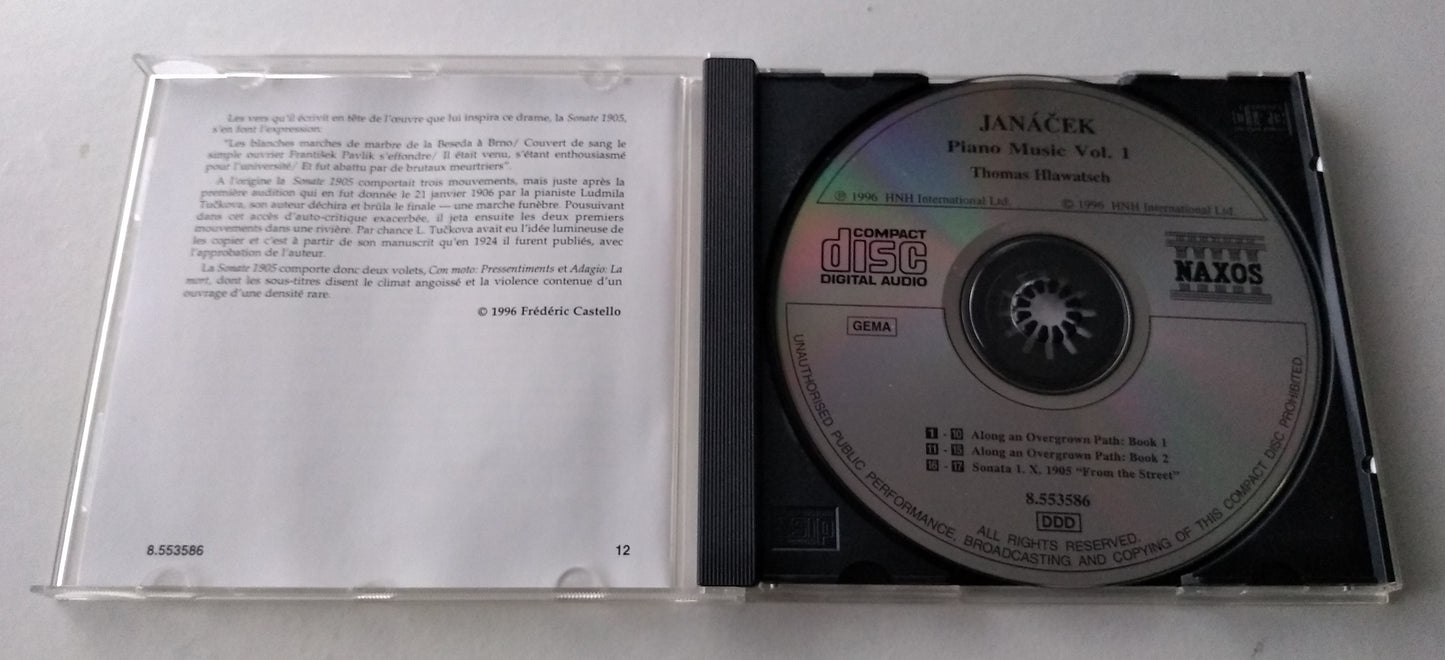 Les vers qu'il écrivit en tête de l'œuvre que lui inspira ce drame, la Sonate 1905,
s'en font l'expression:
"Les blanches marches de marbre de la Beseda à Brno/ Couvert de sang le
simple ouvrier František Pavlik s'effondre/ Il était venu, s'étant enthousiasmé
pour l'université/ Et fut abattu par de brutaux meurtriers".
A l'origine la Sonate 1905 comportait trois mouvements, mais juste après la
première audition qui en fut donnée le 21 janvier 1906 par la pianiste Ludmila
Tučkova, son auteur déchira et brûla le finale — une marche funèbre. Pousuivant
dans cet accès d'auto-critique exacerbée, il jeta ensuite les deux premiers
mouvements dans une rivière. Par chance L. Tučkova avait eu l'idée lumineuse de
les copier et c'est à partir de son manuscrit qu'en 1924 il furent publiés, avec
l'approbation de l'auteur.
La Sonate 1905 comporte donc deux volets, Con moto: Pressentiments et Adagio: La
mort, dont les sous-titres disent le climat angoissé et la violence contenue d'un
ouvrage d'une densité rare.
© 1996 Frédéric Castello
8.553586
12
JANÁČEK
Piano Music Vol. 1
Thomas Hlawatsch
℗ 1996 HNH International Ltd.
© 1996 HNH International Ltd.
COMPACT
disc
DIGITAL AUDIO
NAXOS
GEMA
1 - 10 Along an Overgrown Path: Book 1
11 - 15 Along an Overgrown Path: Book 2
16 - 17 Sonata 1. X. 1905 "From the Street"
8.553586
DDD
ALL RIGHTS RESERVED.
UNAUTHORISED PUBLIC PERFORMANCE, BROADCASTING AND COPYING OF THIS COMPACT DISC PROHIBITED.